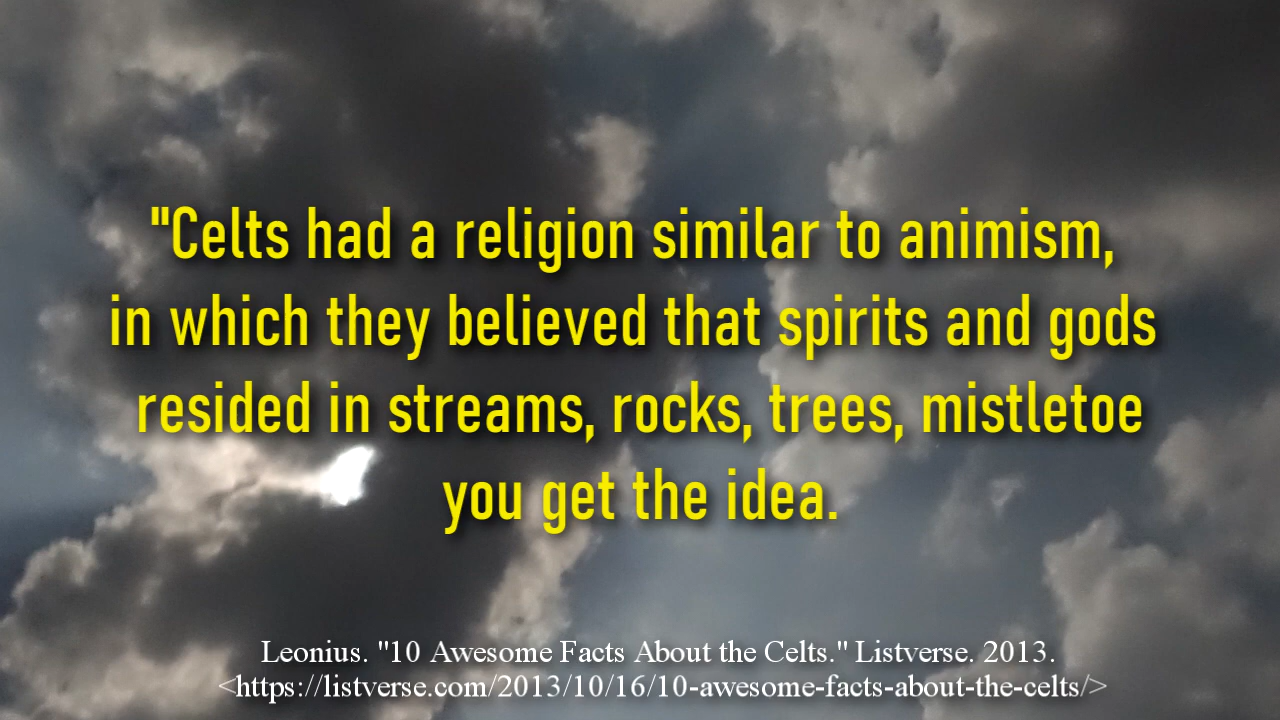 "Celts had a religion similar to animism,
in which they believed that spirits and gods
resided in streams, rocks, trees, mistletoe
you get the idea.
Leonius. "10 Awesome Facts About the Celts." Listverse. 2013.
<https://listverse.com/2013/10/16/10-awesome-facts-about-the-celts/>